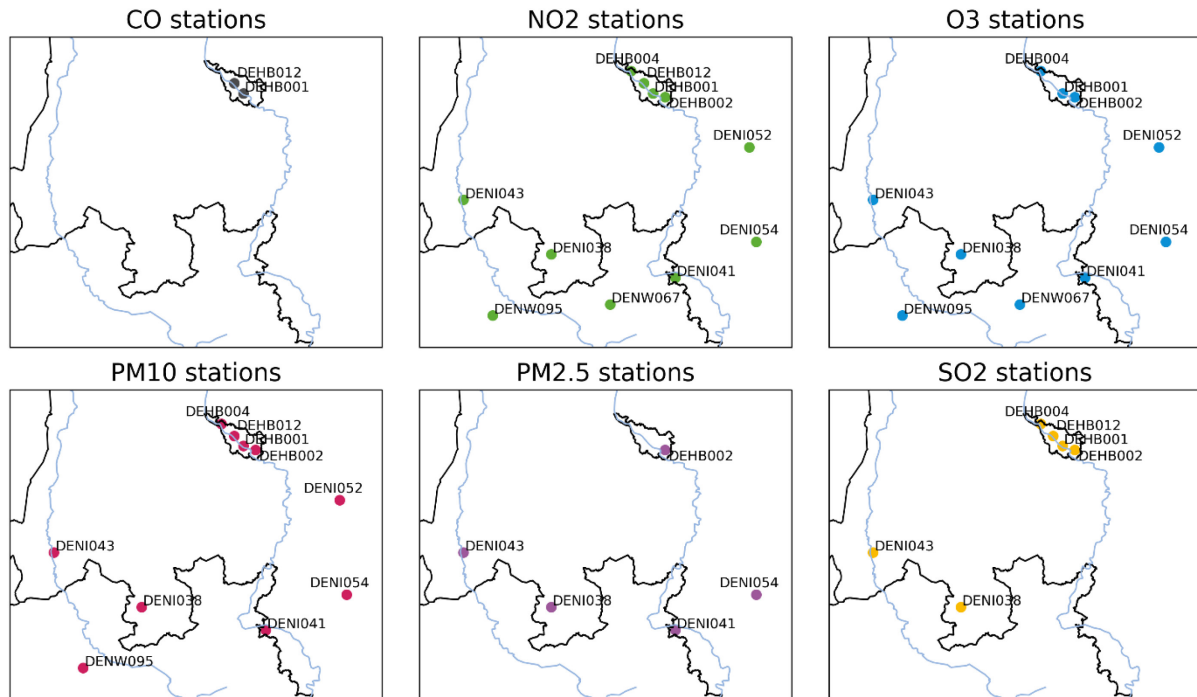 CO stations
DEHB012
DEHB001
NO2 stations
DEHB004
DEHB012
DEHB001
DEHB002
DENI052
DENI043
DENI054
DENI038
DENI041
DENW067
DENW095
O3 stations
DEHB004
DEHB001
DEHB002
DENI052
DENI043
DENI054
DENI038
DENI041
DENW067
DENW095
PM10 stations
DEHB004
DEHB012
DEHB001
DEHB002
DENI052
DENI043
DENI054
DENI038
DENI041
DENW095
PM2.5 stations
DEHB002
DENI043
DENI054
DENI038
DENI041
SO2 stations
DEHB004
DEHB012
DEHB001
DEHB002
DENI043
DENI038